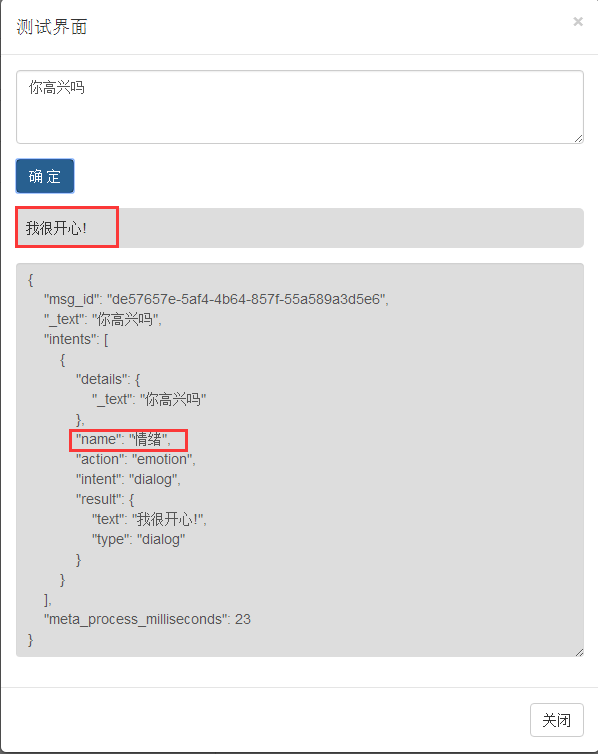 测试界面
×
你高兴吗
确 定
我很开心!
{
"msg_id": "de57657e-5af4-4b64-857f-55a589a3d5e6",
"_text": "你高兴吗",
"intents": [
{
"details": {
"_text": "你高兴吗"
},
"name": "情绪",
"action": "emotion",
"intent": "dialog",
"result": {
"text": "我很开心!",
"type": "dialog"
}
}
],
"meta_process_milliseconds": 23
}
关闭